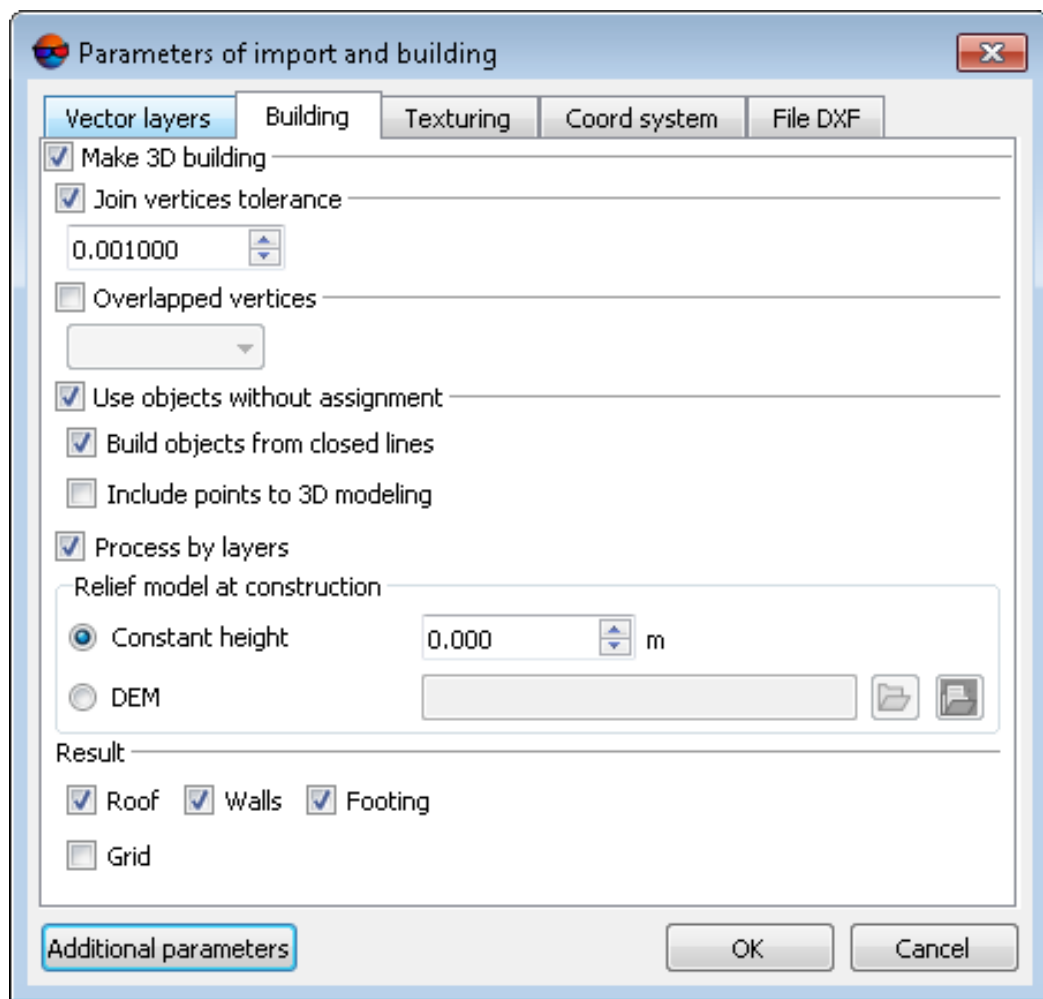 Parameters of import and building
Vector layers Building Texturing Coord system File DXF
Make 3D building
Join vertices tolerance
0.001000
Overlapped vertices
Use objects without assignment
Build objects from closed lines
Include points to 3D modeling
Process by layers
Relief model at construction
Constant height 0.000 m
DEM
Result
Roof Walls Footing
Grid
Additional parameters OK Cancel